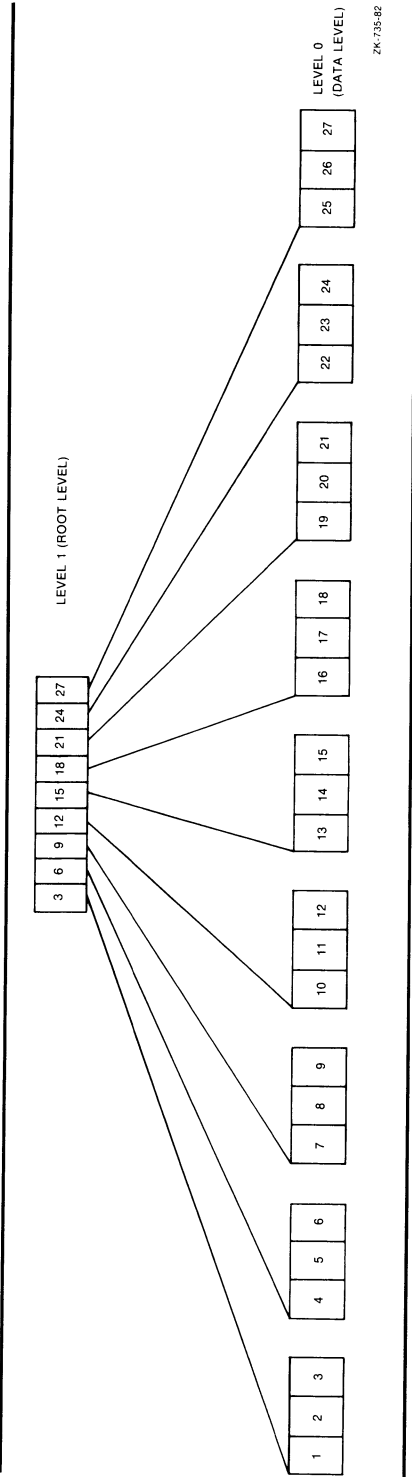 LEVEL 1 (ROOT LEVEL)
3 6 9 12 15 18 21 24 27
1 2 3 4 5 6 7 8 9 10 11 12 13 14 15 16 17 18 19 20 21 22 23 24 25 26 27
LEVEL 0
(DATA LEVEL)
ZK-735-82